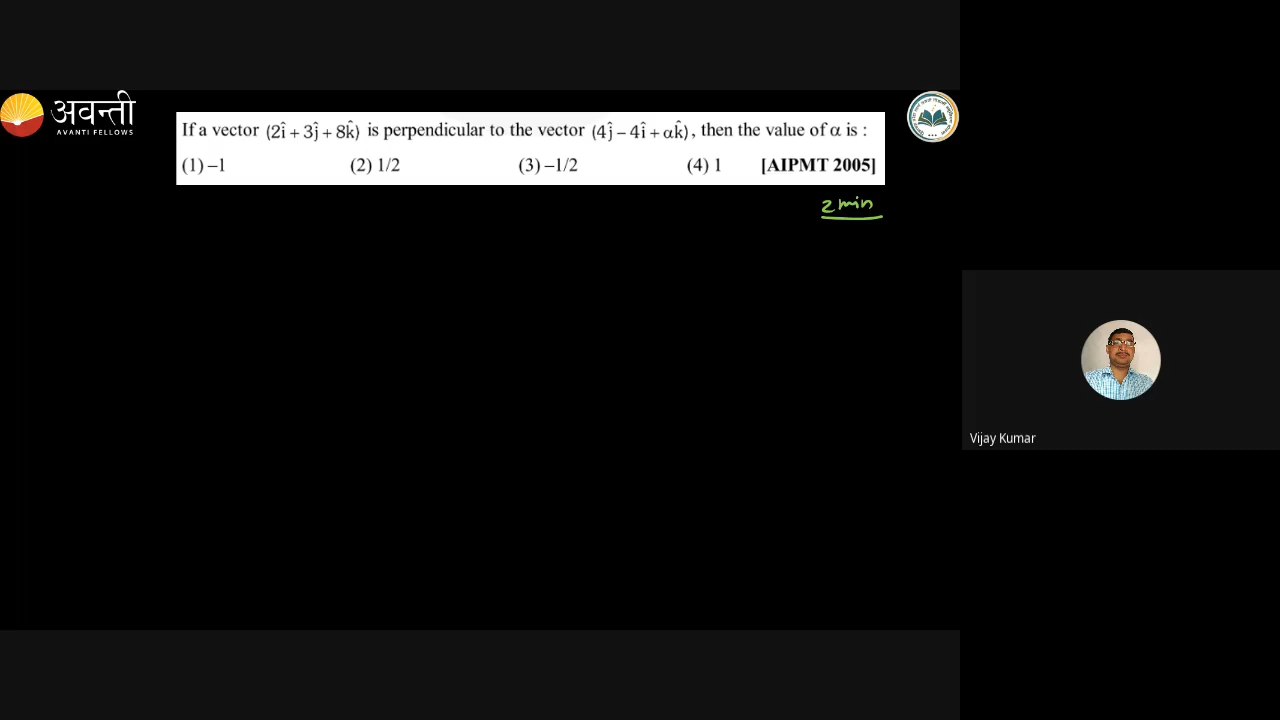 अवन्ती
AVANTI FELLOWS
If a vector (2î + 3ĵ + 8k̂) is perpendicular to the vector (4ĵ – 4î + αk̂), then the value of α is :
(1) –1 (2) 1/2 (3) –1/2 (4) 1 [AIPMT 2005]
2 min
Vijay Kumar